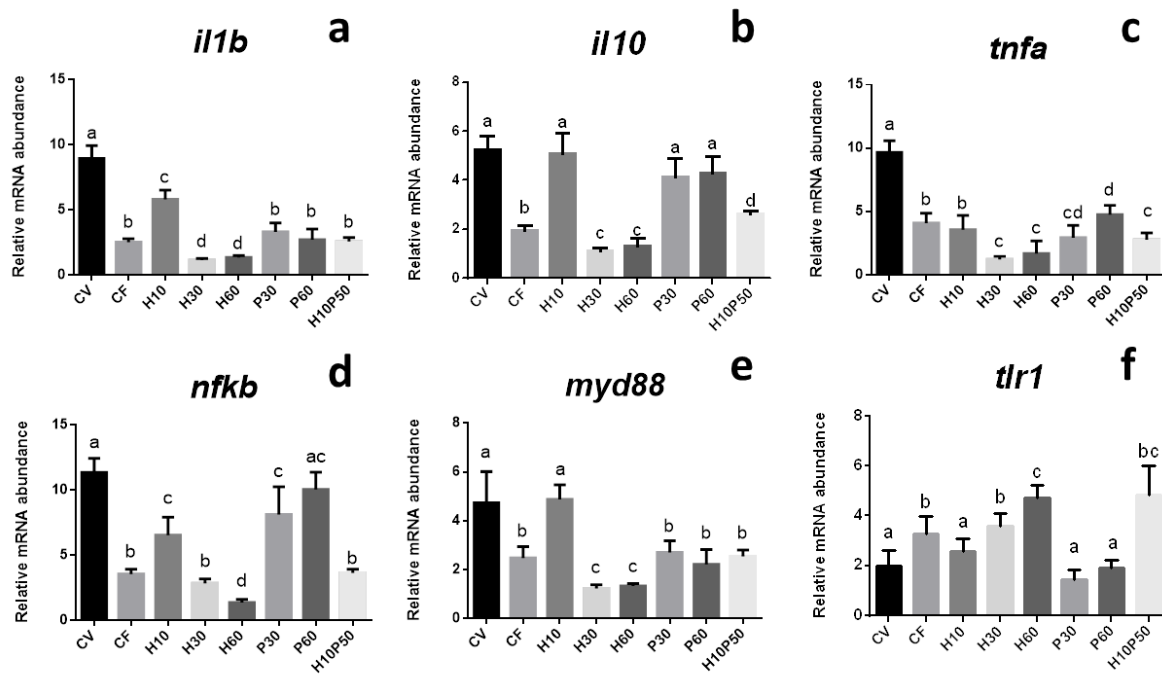 il1b a
Relative mRNA abundance
15
10
5
0
a b c d d b b b
CV CF H10 H30 H60 P30 P60 H10P50
il10 b
Relative mRNA abundance
8
6
4
2
0
a b a c c a a d
CV CF H10 H30 H60 P30 P60 H10P50
tnfa c
Relative mRNA abundance
15
10
5
0
a b b c c cd d c
CV CF H10 H30 H60 P30 P60 H10P50
nfkb d
Relative mRNA abundance
15
10
5
0
a b c b d c ac b
CV CF H10 H30 H60 P30 P60 H10P50
myd88 e
Relative mRNA abundance
8
6
4
2
0
a b a c c b b b
CV CF H10 H30 H60 P30 P60 H10P50
tlr1 f
Relative mRNA abundance
8
6
4
2
0
a b a b c a a bc
CV CF H10 H30 H60 P30 P60 H10P50